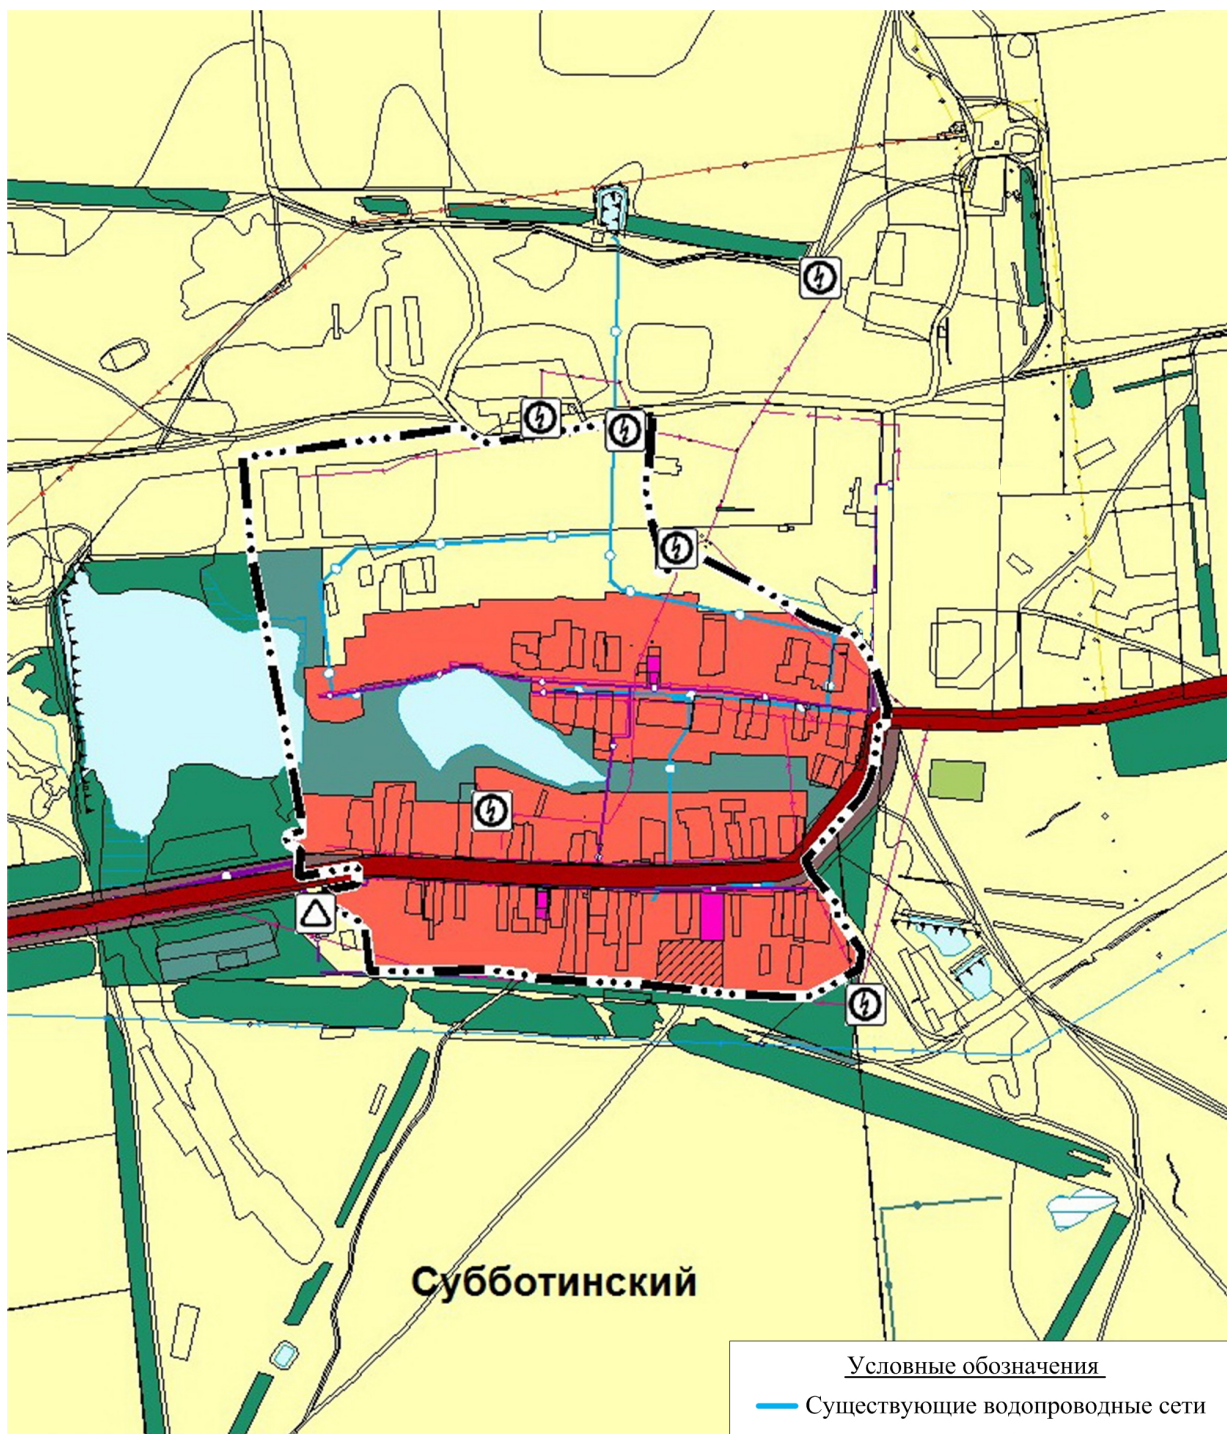 Субботинский
Условные обозначения
Существующие водопроводные сети